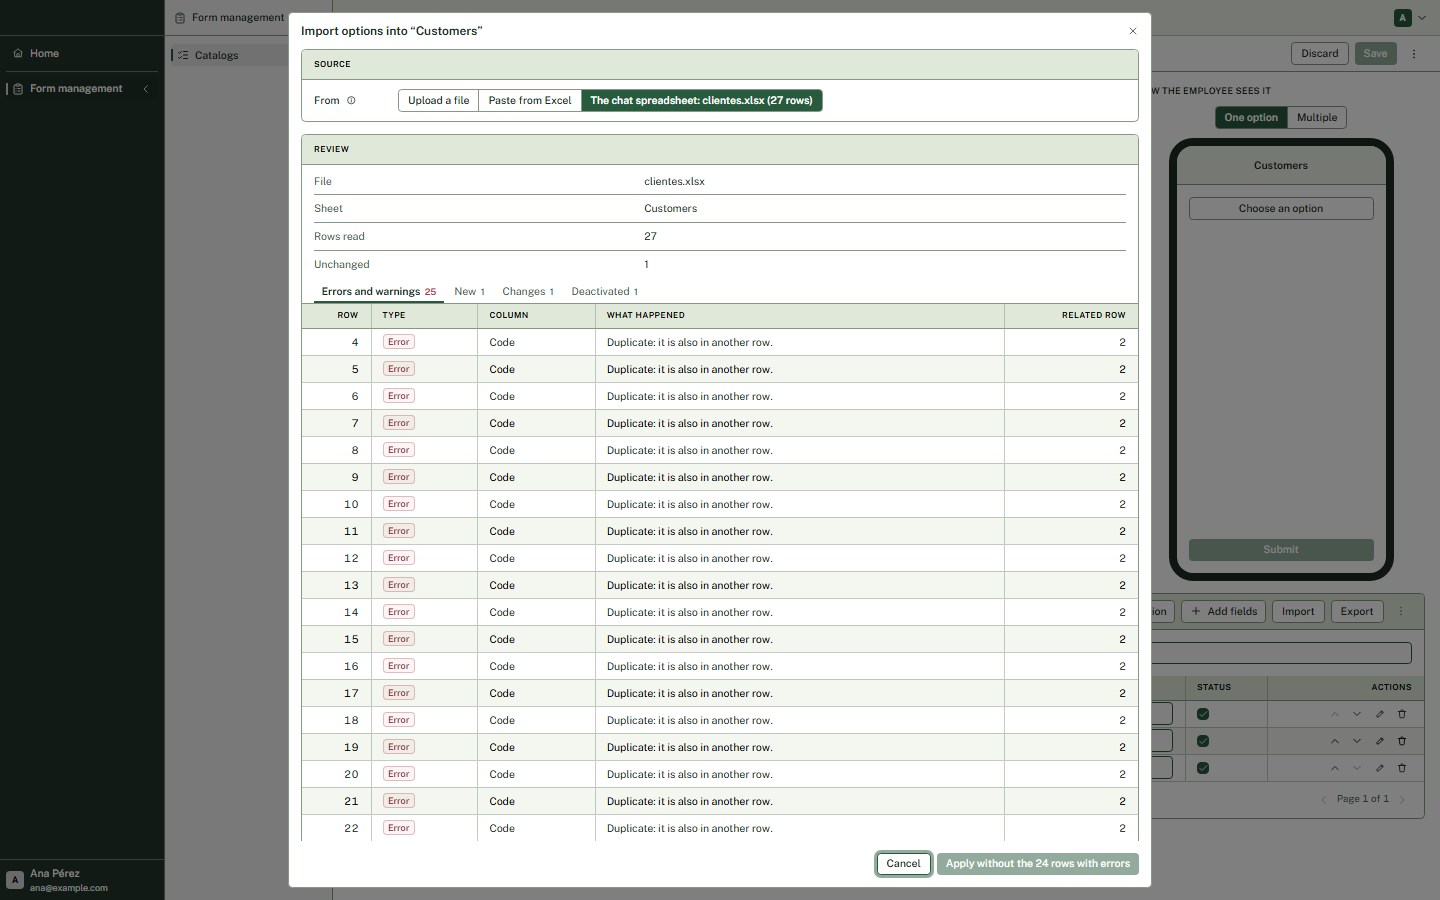 Form management
Import options into “Customers”
A
Home
Catalogs
Form management
Discard
Save
SOURCE
From
Upload a file
Paste from Excel
The chat spreadsheet: clientes.xlsx (27 rows)
W THE EMPLOYEE SEES IT
One option
Multiple
REVIEW
Customers
Choose an option
File
clientes.xlsx
Sheet
Customers
Rows read
27
Unchanged
1
Errors and warnings 25
New 1
Changes 1
Deactivated 1
ROW TYPE COLUMN WHAT HAPPENED RELATED ROW
4 Error Code Duplicate: it is also in another row. 2
5 Error Code Duplicate: it is also in another row. 2
6 Error Code Duplicate: it is also in another row. 2
7 Error Code Duplicate: it is also in another row. 2
8 Error Code Duplicate: it is also in another row. 2
9 Error Code Duplicate: it is also in another row. 2
10 Error Code Duplicate: it is also in another row. 2
11 Error Code Duplicate: it is also in another row. 2
12 Error Code Duplicate: it is also in another row. 2
13 Error Code Duplicate: it is also in another row. 2
14 Error Code Duplicate: it is also in another row. 2
15 Error Code Duplicate: it is also in another row. 2
16 Error Code Duplicate: it is also in another row. 2
17 Error Code Duplicate: it is also in another row. 2
18 Error Code Duplicate: it is also in another row. 2
19 Error Code Duplicate: it is also in another row. 2
20 Error Code Duplicate: it is also in another row. 2
21 Error Code Duplicate: it is also in another row. 2
22 Error Code Duplicate: it is also in another row. 2
Submit
ion
Add fields
Import
Export
STATUS
ACTIONS
Page 1 of 1
Cancel
Apply without the 24 rows with errors
A
Ana Pérez
ana@example.com